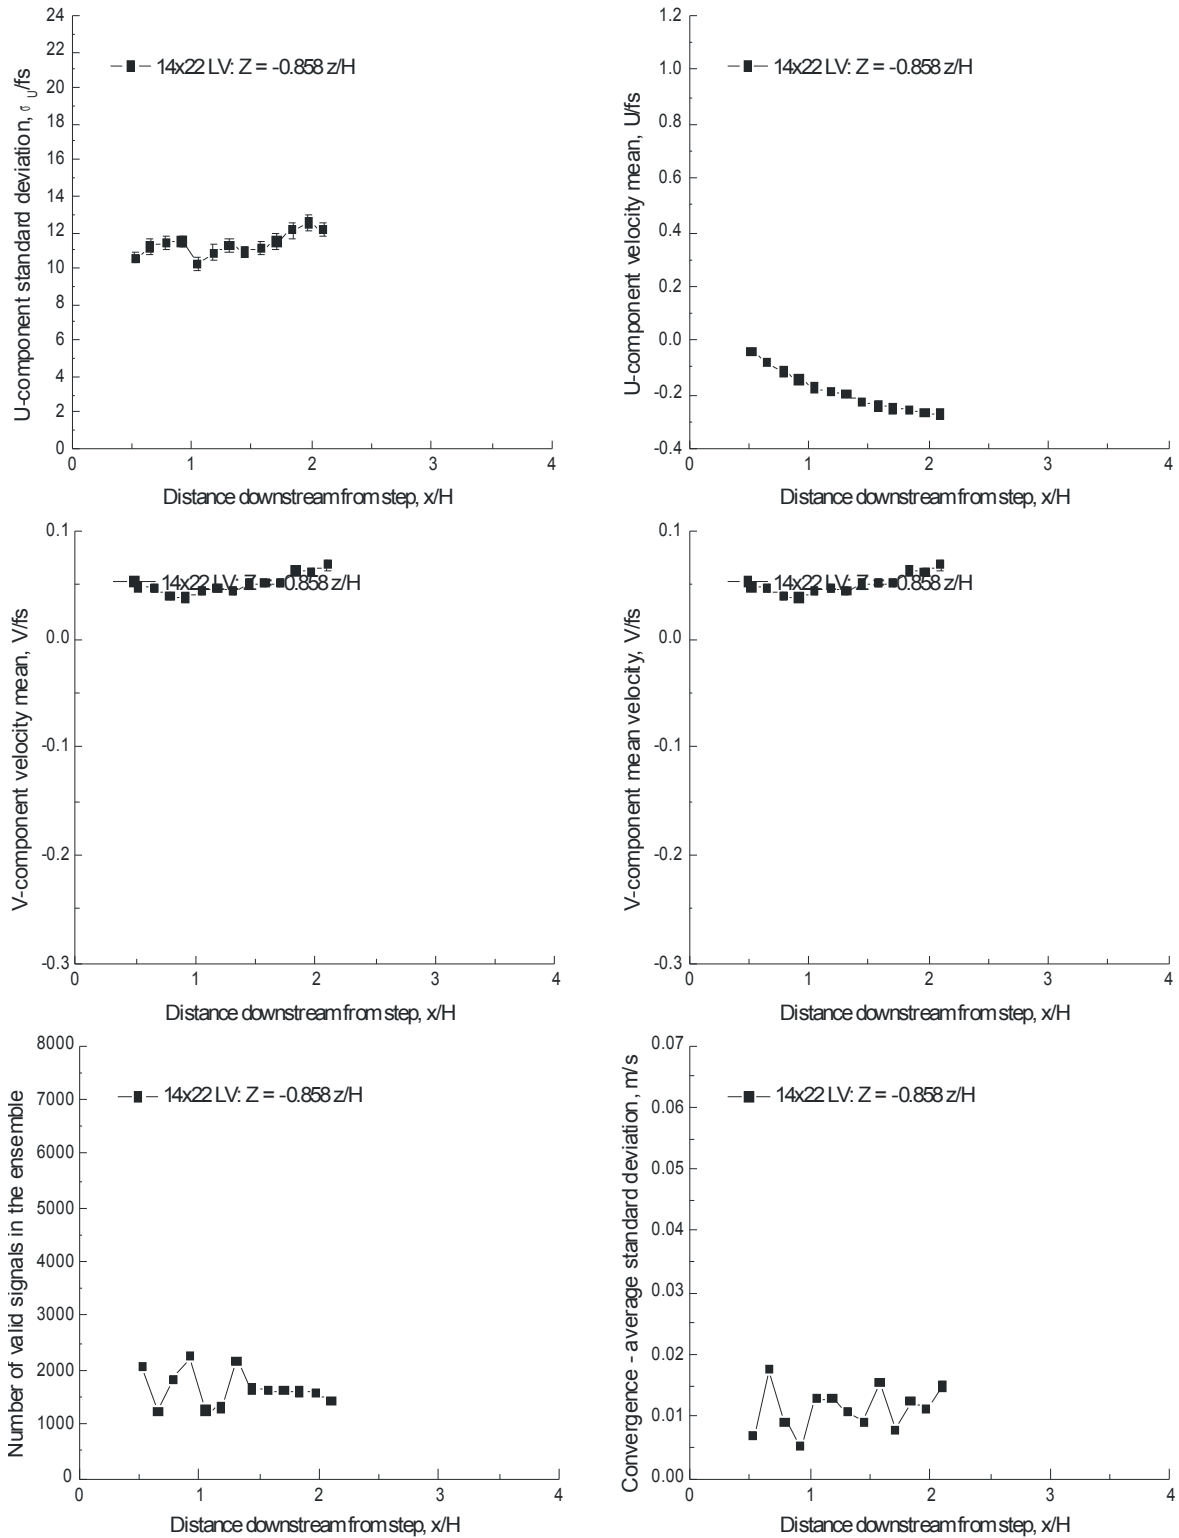 24
22
20
18
16
14
12
10
8
6
4
2
0
U-component standard deviation, σU/fs
14x22 LV: Z = -0.858 z/H
0 1 2 3 4
Distance downstream from step, x/H
1.2
1.0
0.8
0.6
0.4
0.2
0.0
-0.2
-0.4
U-component velocity mean, U/fs
14x22 LV: Z = -0.858 z/H
0 1 2 3 4
Distance downstream from step, x/H
0.1
0.0
-0.1
-0.2
-0.3
V-component velocity mean, V/fs
14x22 LV: Z = -0.858 z/H
0 1 2 3 4
Distance downstream from step, x/H
0.1
0.0
-0.1
-0.2
-0.3
V-component mean velocity, V/fs
14x22 LV: Z = -0.858 z/H
0 1 2 3 4
Distance downstream from step, x/H
8000
7000
6000
5000
4000
3000
2000
1000
0
Number of valid signals in the ensemble
14x22 LV: Z = -0.858 z/H
0 1 2 3 4
Distance downstream from step, x/H
0.07
0.06
0.05
0.04
0.03
0.02
0.01
0.00
Convergence - average standard deviation, m/s
14x22 LV: Z = -0.858 z/H
0 1 2 3 4
Distance downstream from step, x/H